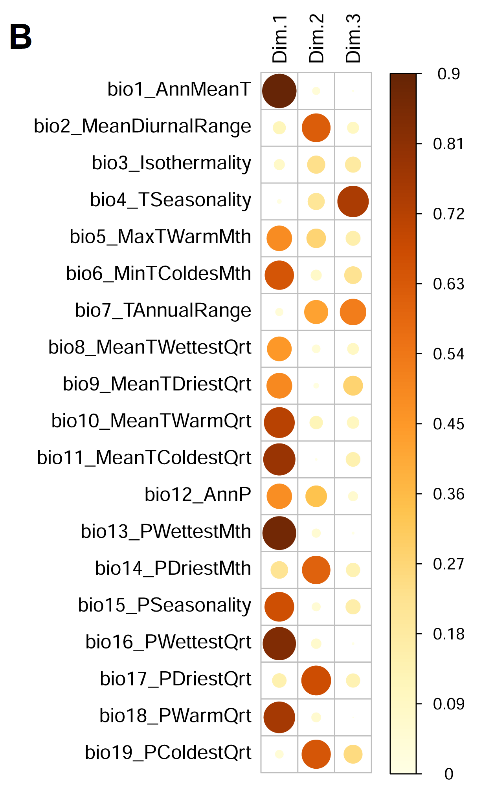 B
Dim.1 Dim.2 Dim.3
bio1_AnnMeanT
bio2_MeanDiurnalRange
bio3_Isothermality
bio4_TSeasonality
bio5_MaxTWarmMth
bio6_MinTColdesMth
bio7_TAnnualRange
bio8_MeanTWettestQrt
bio9_MeanTDriestQrt
bio10_MeanTWarmQrt
bio11_MeanTColdestQrt
bio12_AnnP
bio13_PWettestMth
bio14_PDriestMth
bio15_PSeasonality
bio16_PWettestQrt
bio17_PDriestQrt
bio18_PWarmQrt
bio19_PColdestQrt
0.9
0.81
0.72
0.63
0.54
0.45
0.36
0.27
0.18
0.09
0